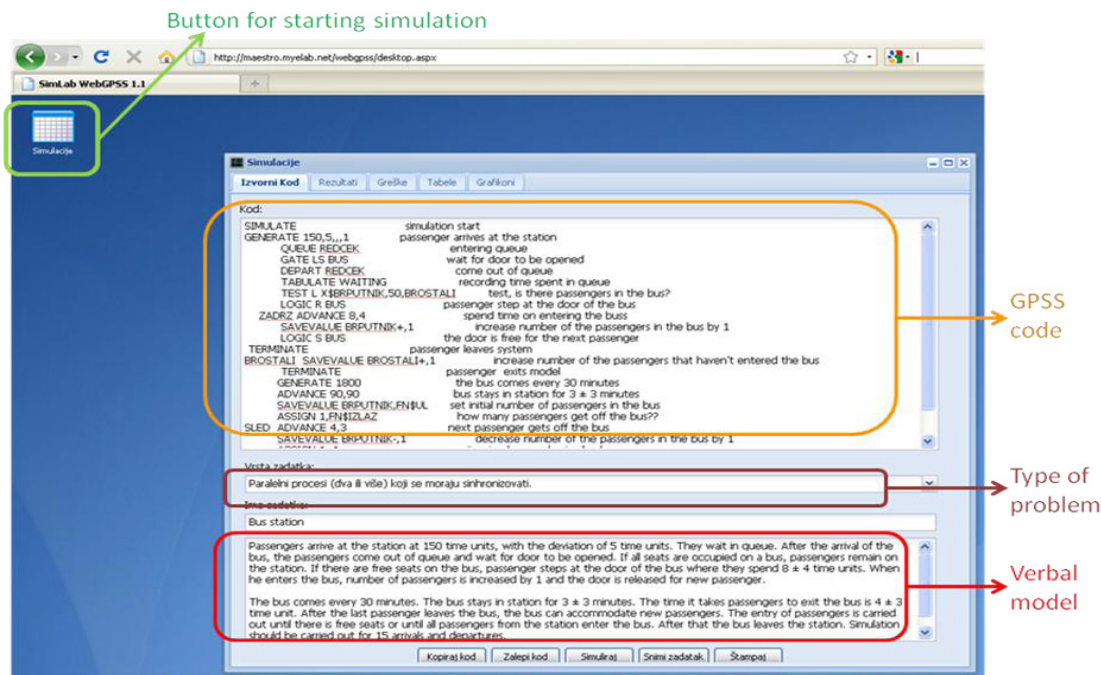 Button for starting simulation
http://maestro.myelab.net/webgpss/desktop.aspx
SimLab WebGPSS 1.1
Simulacije
Simulacije
Izvorni Kod Rezultati Greške Tabele Grafikoni
Kod:
SIMULATE simulation start
GENERATE 150,5,,,1 passenger arrives at the station
QUEUE REDCEK entering queue
GATE LS BUS wait for door to be opened
DEPART REDCEK come out of queue
TABULATE WAITING recording time spent in queue
TEST L X$BRPUTNIK,50,BROSTALI test, is there passengers in the bus?
LOGIC R BUS passenger step at the door of the bus
ZADRZ ADVANCE 8,4 spend time on entering the buss
SAVEVALUE BRPUTNIK+,1 increase number of the passengers in the bus by 1
LOGIC S BUS the door is free for the next passenger
TERMINATE passenger leaves system
BROSTALI SAVEVALUE BROSTALI+,1 increase number of the passengers that haven't entered the bus
TERMINATE passenger exits model
GENERATE 1800 the bus comes every 30 minutes
ADVANCE 90,90 bus stays in station for 3 ± 3 minutes
SAVEVALUE BRPUTNIK,FN$UL set initial number of passengers in the bus
ASSIGN 1,FN$IZLAZ how many passengers get off the bus??
SLED ADVANCE 4,3 next passenger gets off the bus
SAVEVALUE BRPUTNIK-,1 decrease number of the passengers in the bus by 1
GPSS
code
Vrsta zadatka:
Paralelni procesi (dva ili više) koji se moraju sinhronizovati.
Type of
problem
Ime zadatka:
Bus station
Passengers arrive at the station at 150 time units, with the deviation of 5 time units. They wait in queue. After the arrival of the
bus, the passengers come out of queue and wait for door to be opened. If all seats are occupied on a bus, passengers remain on
the station. If there are free seats on the bus, passenger steps at the door of the bus where they spend 8 ± 4 time units. When
he enters the bus, number of passengers is increased by 1 and the door is released for new passenger.
The bus comes every 30 minutes. The bus stays in station for 3 ± 3 minutes. The time it takes passengers to exit the bus is 4 ± 3
time unit. After the last passenger leaves the bus, the bus can accommodate new passengers. The entry of passengers is carried
out until there is free seats or until all passengers from the station enter the bus. After that the bus leaves the station. Simulation
should be carried out for 15 arrivals and departures.
Verbal
model
Kopiraj kod Zalepi kod Simuliraj Snimi zadatak Štampaj